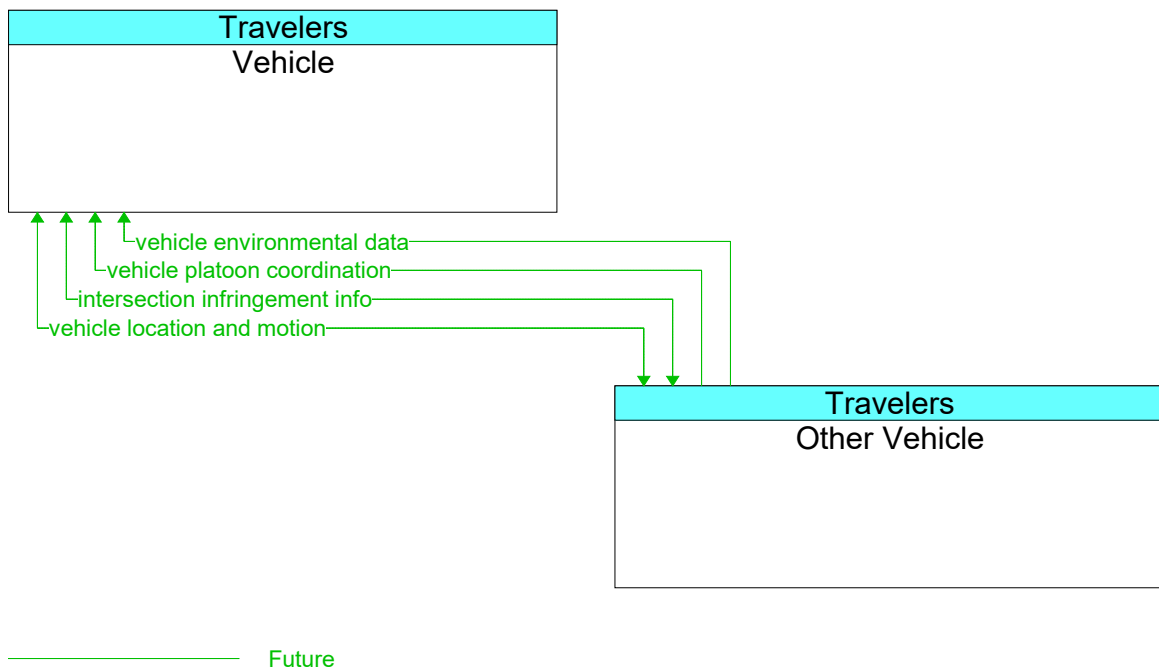 Travelers
Vehicle
vehicle environmental data
vehicle platoon coordination
intersection infringement info
vehicle location and motion
Travelers
Other Vehicle
Future